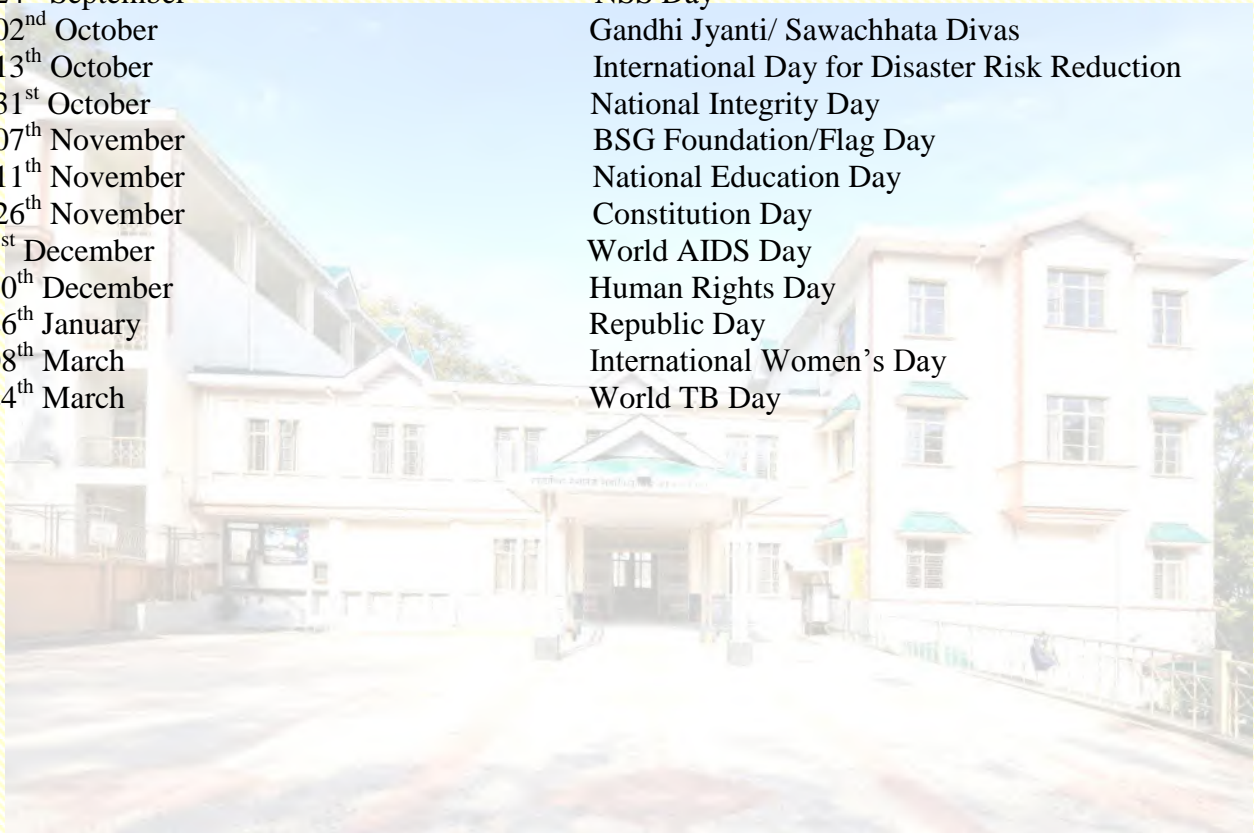 September NSS Day
02nd October Gandhi Jyanti/ Sawachhata Divas
13th October International Day for Disaster Risk Reduction
31st October National Integrity Day
07th November BSG Foundation/Flag Day
11th November National Education Day
26th November Constitution Day
st December World AIDS Day
0th December Human Rights Day
6th January Republic Day
8th March International Women’s Day
4th March World TB Day